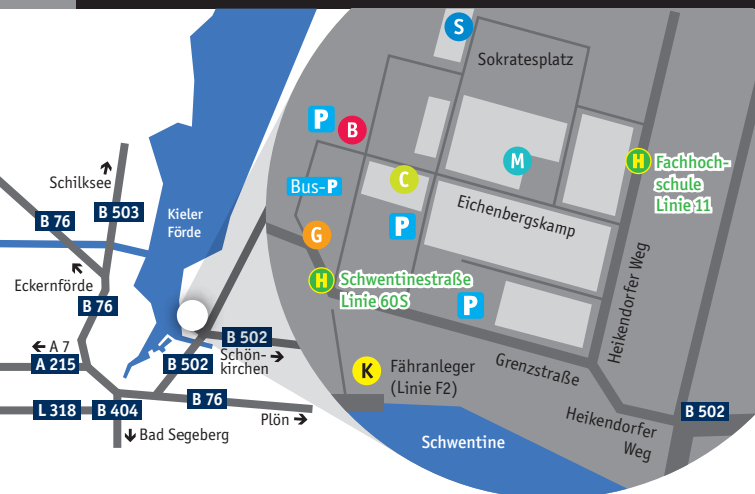 S
Sokratesplatz
P
B
M
H
Fachhoch-
schule
Linie 11
Schilksee
Bus-P
C
B 503
B 76
Kieler
Förde
Eichenbergskamp
P
G
Eckernförde
H
Schwentinestraße
Linie 60S
Heikendorfer Weg
B 76
P
A 7
A 215
B 502
Schön-
kirchen
B 502
K
Fähranleger
(Linie F2)
Grenzstraße
B 76
L 318
B 404
Plön
Heikendorfer
Weg
B 502
Bad Segeberg
Schwentine